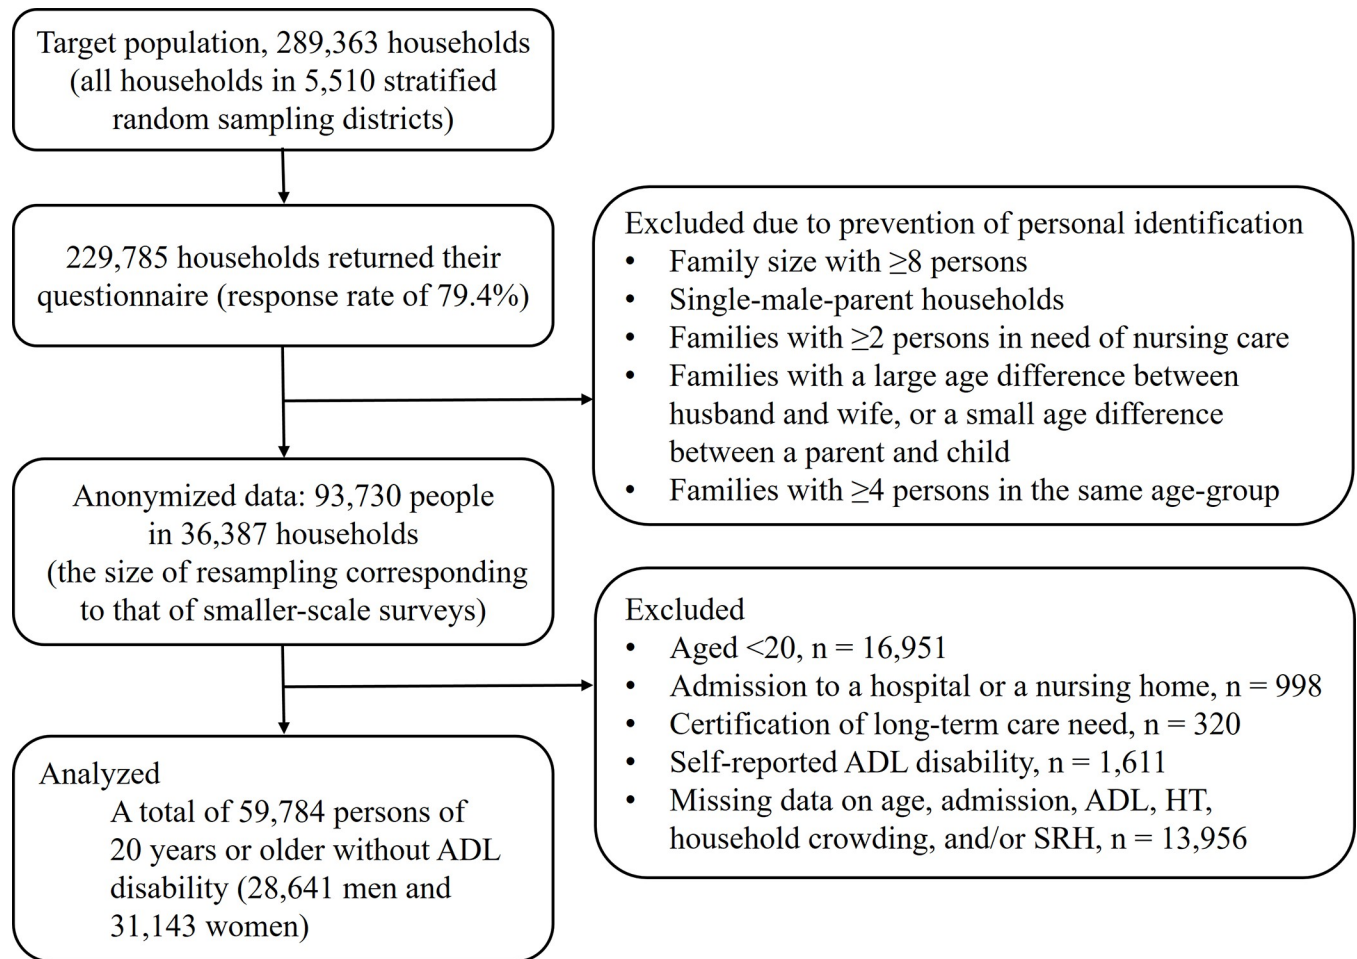 Target population, 289,363 households
(all households in 5,510 stratified
random sampling districts)
229,785 households returned their
questionnaire (response rate of 79.4%)
Excluded due to prevention of personal identification
• Family size with ≥8 persons
• Single-male-parent households
• Families with ≥2 persons in need of nursing care
• Families with a large age difference between
husband and wife, or a small age difference
between a parent and child
• Families with ≥4 persons in the same age-group
Anonymized data: 93,730 people
in 36,387 households
(the size of resampling corresponding
to that of smaller-scale surveys)
Excluded
• Aged <20, n = 16,951
• Admission to a hospital or a nursing home, n = 998
• Certification of long-term care need, n = 320
• Self-reported ADL disability, n = 1,611
• Missing data on age, admission, ADL, HT,
household crowding, and/or SRH, n = 13,956
Analyzed
A total of 59,784 persons of
20 years or older without ADL
disability (28,641 men and
31,143 women)